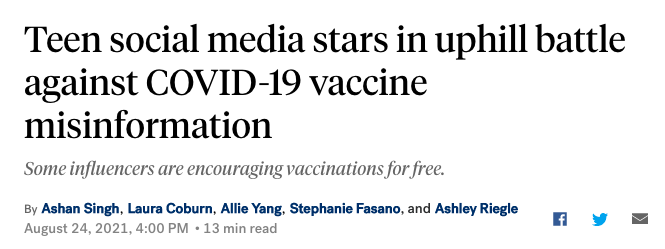 Teen social media stars in uphill battle
against COVID-19 vaccine
misinformation
Some influencers are encouraging vaccinations for free.
By Ashan Singh, Laura Coburn, Allie Yang, Stephanie Fasano, and Ashley Riegle
August 24, 2021, 4:00 PM • 13 min read